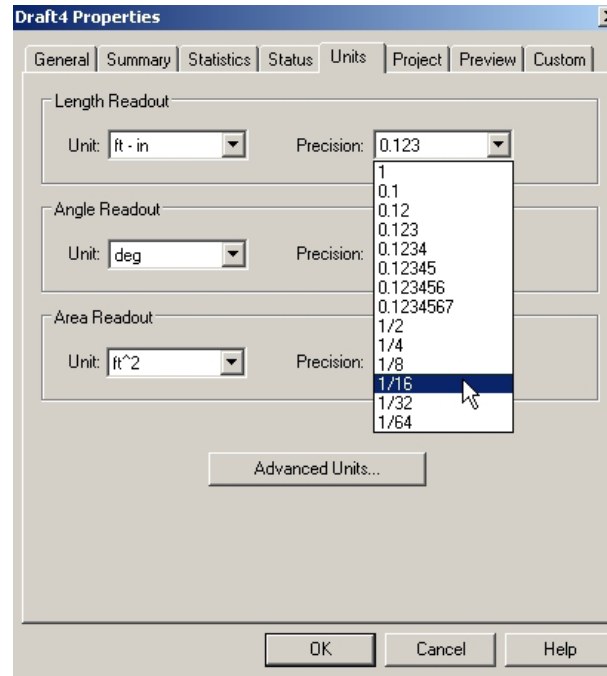 Draft4 Properties
General Summary Statistics Status Units Project Preview Custom
Length Readout
Unit: ft - in Precision: 0.123
1
0.1
0.12
0.123
0.1234
0.12345
0.123456
0.1234567
1/2
1/4
1/8
1/16
1/32
1/64
Angle Readout
Unit: deg Precision:
Area Readout
Unit: ft^2 Precision:
Advanced Units...
OK Cancel Help